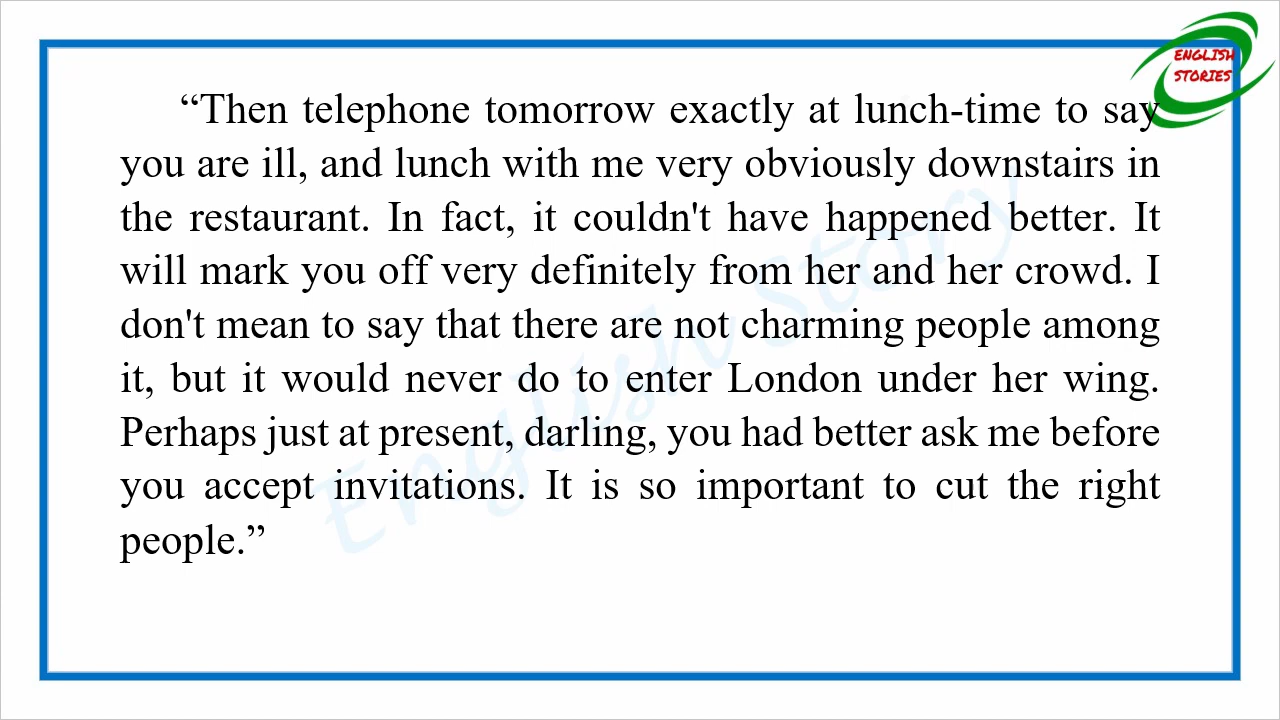 ENGLISH
STORIES
“Then telephone tomorrow exactly at lunch-time to say
you are ill, and lunch with me very obviously downstairs in
the restaurant. In fact, it couldn't have happened better. It
will mark you off very definitely from her and her crowd. I
don't mean to say that there are not charming people among
it, but it would never do to enter London under her wing.
Perhaps just at present, darling, you had better ask me before
you accept invitations. It is so important to cut the right
people.”
English Story